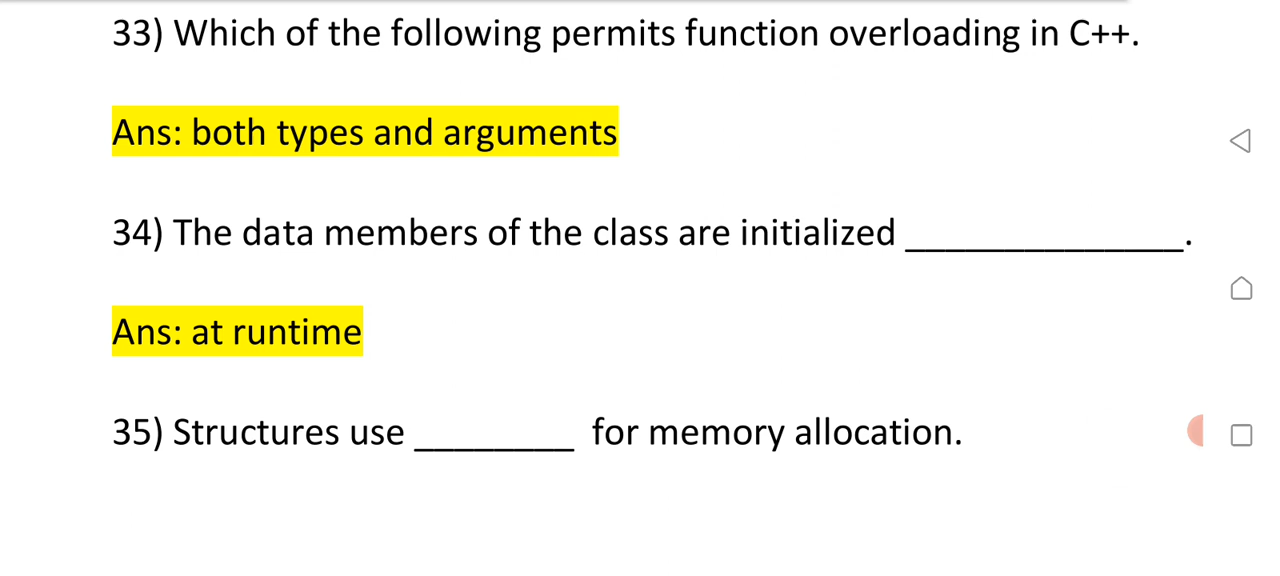 33) Which of the following permits function overloading in C++.
Ans: both types and arguments
34) The data members of the class are initialized ______________.
Ans: at runtime
35) Structures use ________ for memory allocation.